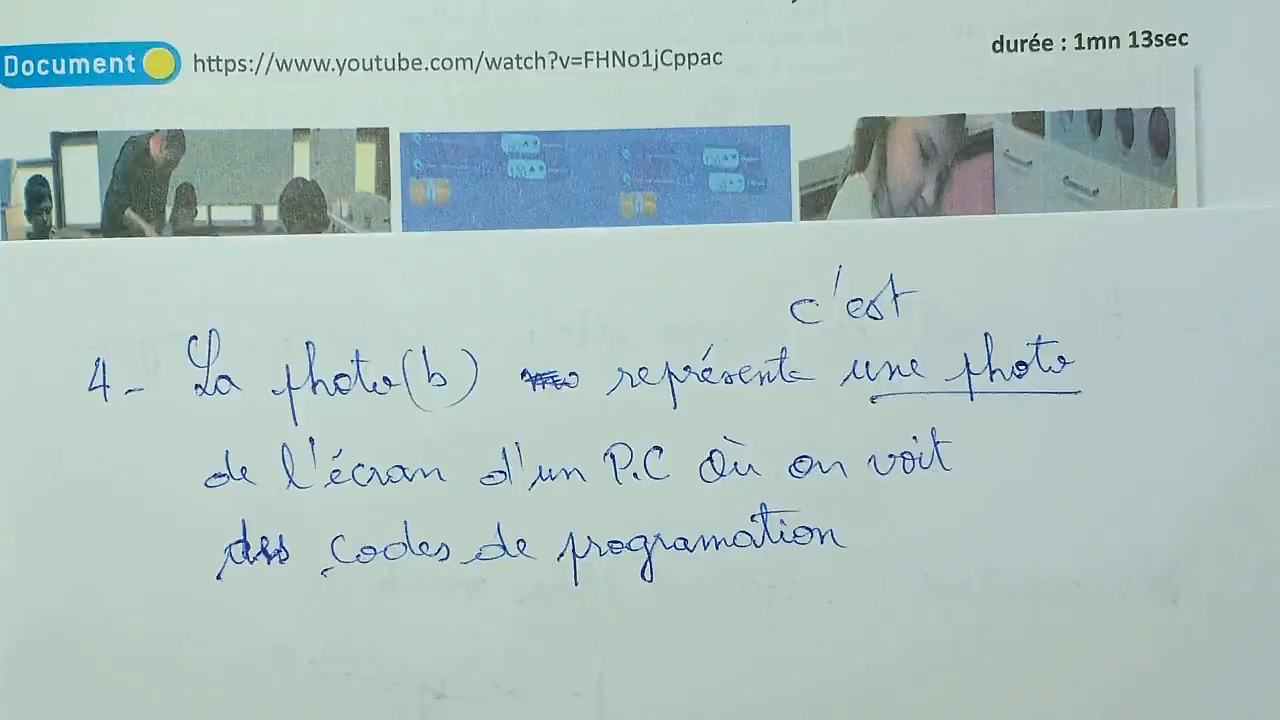 durée : 1mn 13sec
Document https://www.youtube.com/watch?v=FHNo1jCppac
c'est
4- La photo(b) représente une photo
de l'écran d'un P.C Où on voit
des codes de programation